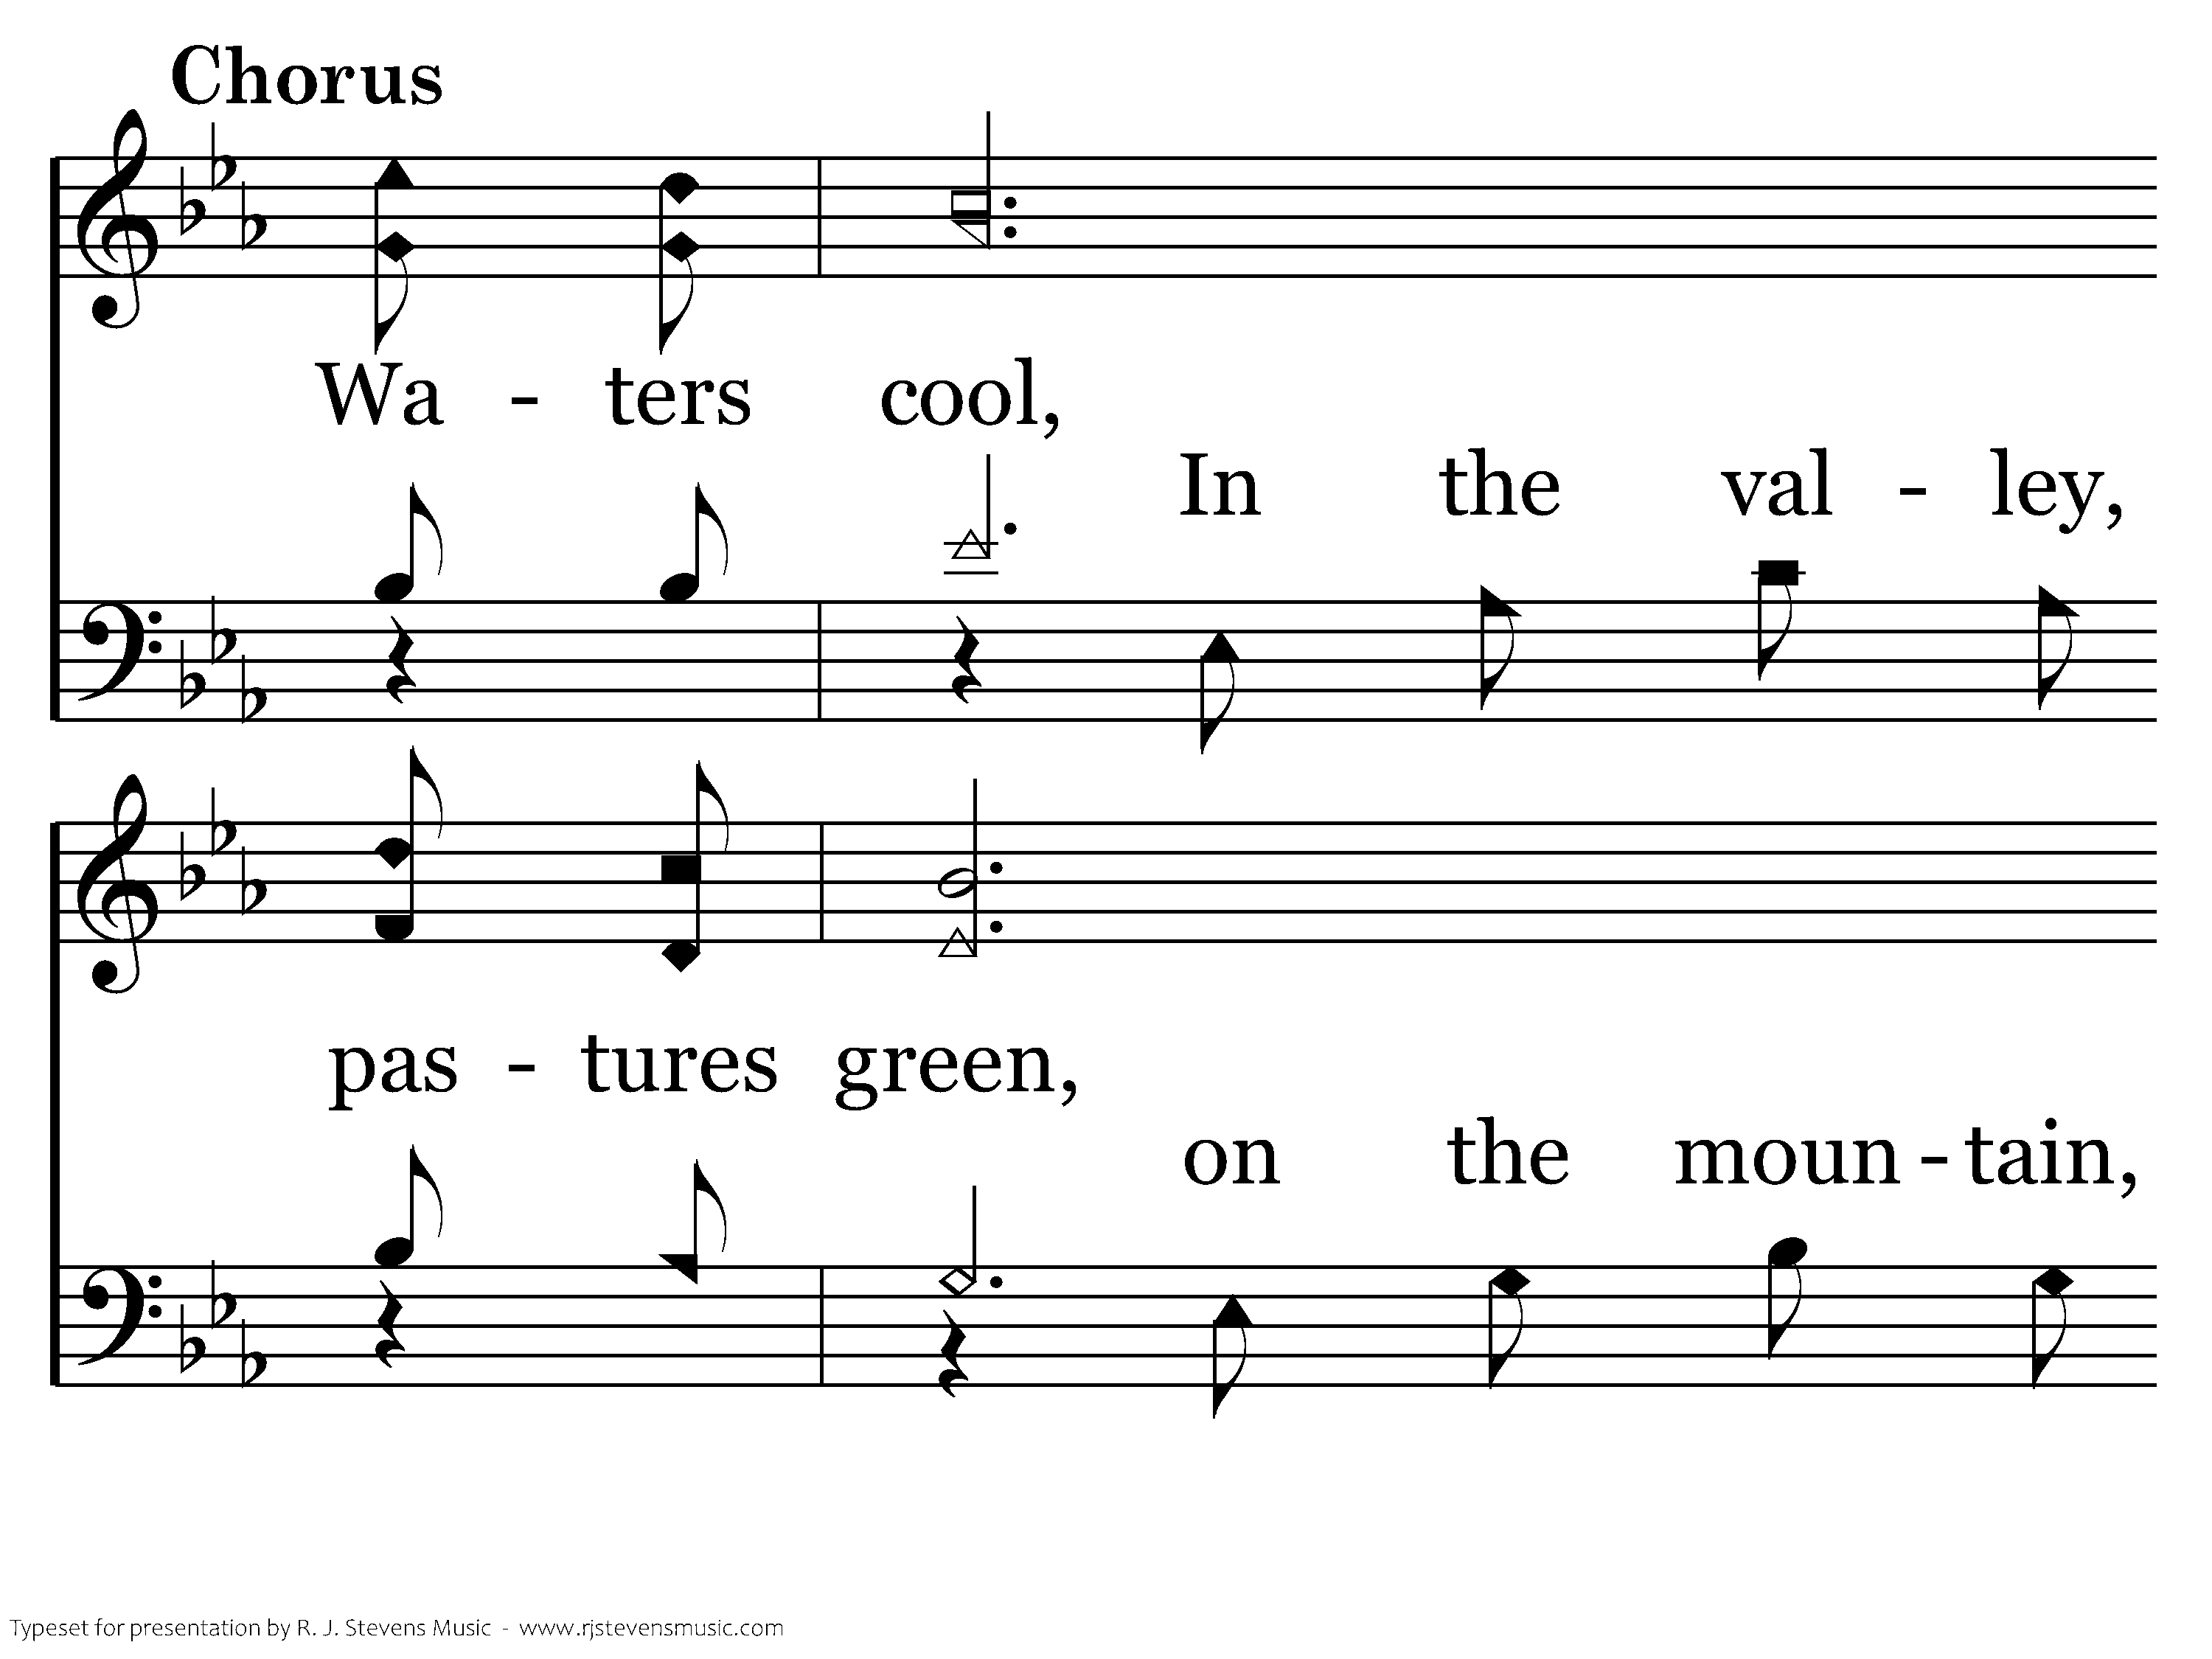 Chorus
Wa - ters cool,
In the val - ley,
pas - tures green,
on the moun - tain,
Typeset for presentation by R. J. Stevens Music - www.rjstevensmusic.com